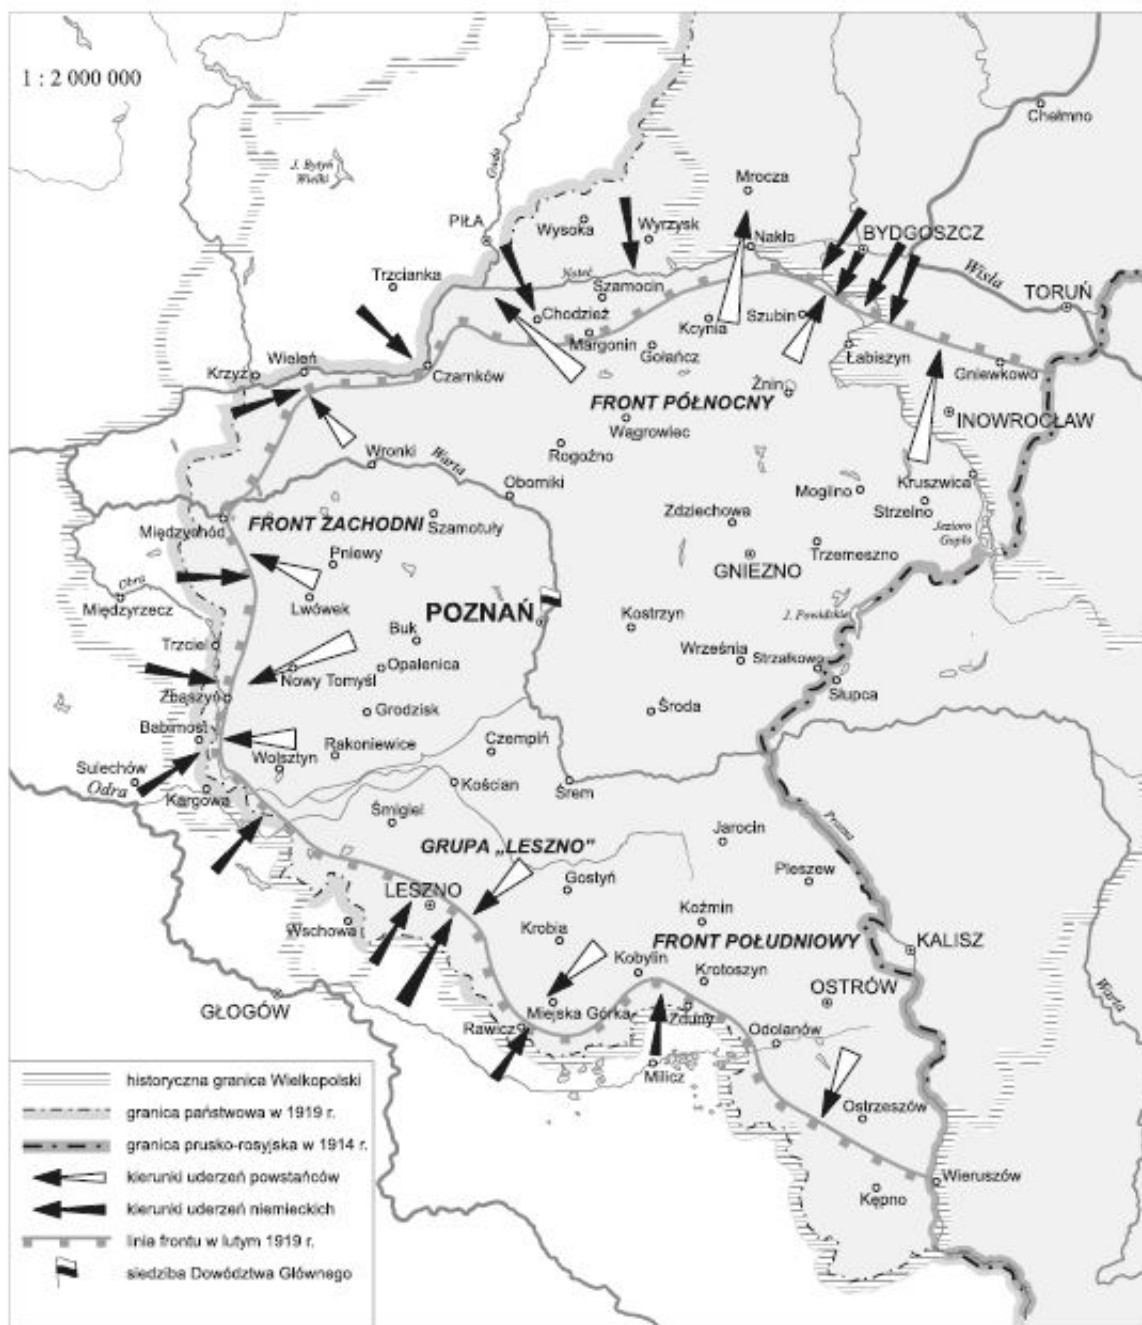 1 : 2 000 000
Chełmno
J. Bytyń
Wielki
Gwda
Mrocza
PIŁA
Wysoka
Wyrzysk
Nakło
BYDGOSZCZ
Wisła
Trzcianka
Noteć
Szamocin
TORUŃ
Chodzież
Kcynia
Szubin
Margonin
Gołańcz
Łabiszyn
Wieleń
Krzyż
Czarnków
Gniewkowo
Żnin
FRONT PÓŁNOCNY
INOWROCŁAW
Wągrowiec
Wronki
Warta
Rogoźno
Oborniki
Mogilno
Kruszwica
Strzelno
Międzychód
FRONT ZACHODNI
Szamotuły
Zdziechowa
Jezioro
Gopło
Pniewy
Trzemeszno
GNIEZNO
Obra
Międzyrzecz
Lwówek
POZNAŃ
Kostrzyn
J. Powidzkie
Trzciel
Buk
Września
Strzałkowo
Nowy Tomyśl
Opalenica
Słupca
Zbąszyń
Grodzisk
Środa
Babimost
Wolsztyn
Rakoniewice
Czempiń
Sulechów
Odra
Kargowa
Kościan
Śrem
Śmigiel
Prosna
Jarocin
GRUPA „LESZNO”
Pleszew
Gostyń
LESZNO
Wschowa
Koźmin
Krobia
FRONT POŁUDNIOWY
KALISZ
Kobylin
Krotoszyn
Warta
GŁOGÓW
OSTRÓW
Miejska Górka
Zduny
Rawicz
Odolanów
Milicz
Ostrzeszów
Wieruszów
Kępno
historyczna granica Wielkopolski
granica państwowa w 1919 r.
granica prusko-rosyjska w 1914 r.
kierunki uderzeń powstańców
kierunki uderzeń niemieckich
linia frontu w lutym 1919 r.
siedziba Dowództwa Głównego